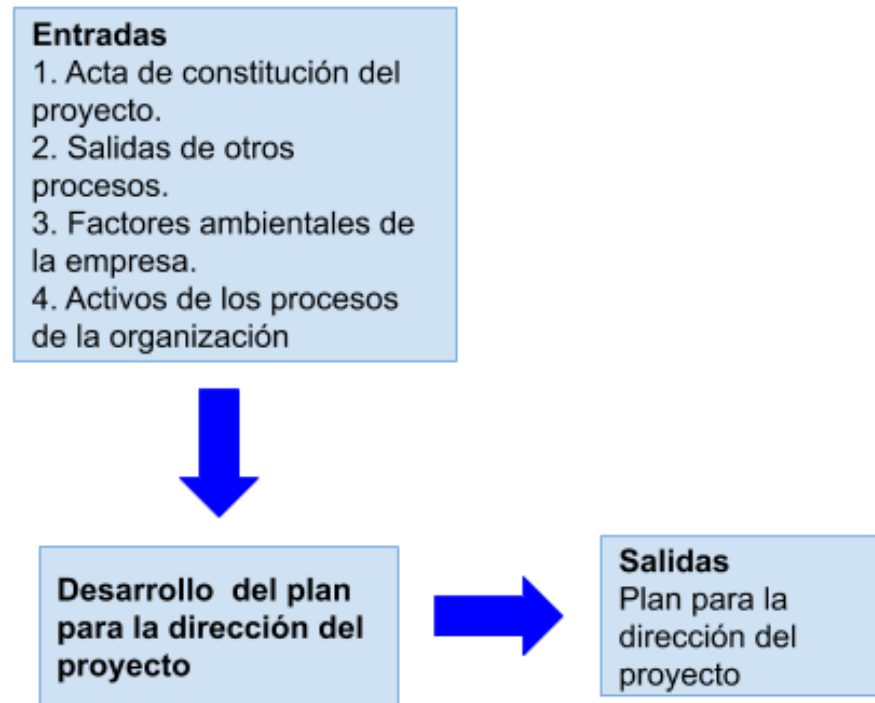 Entradas
1. Acta de constitución del
proyecto.
2. Salidas de otros
procesos.
3. Factores ambientales de
la empresa.
4. Activos de los procesos
de la organización
Desarrollo  del plan
para la dirección del
proyecto
Salidas
Plan para la
dirección del
proyecto